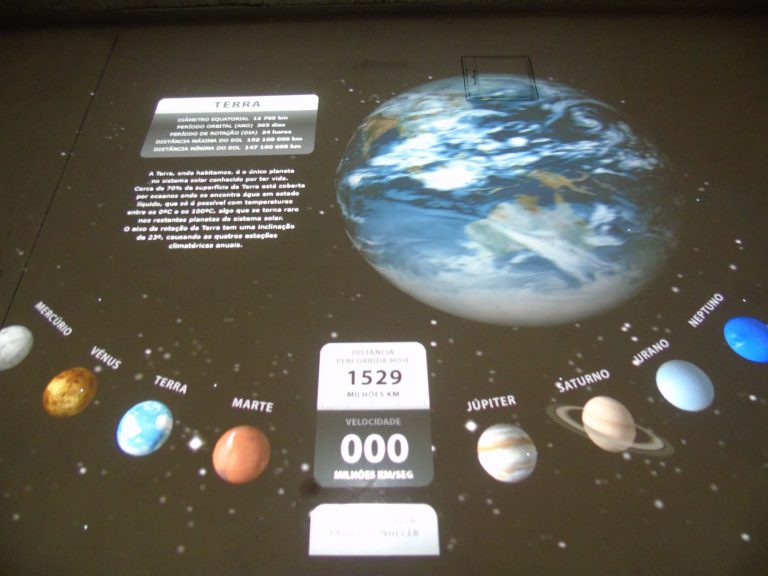 TERRA
DIÂMETRO EQUATORIAL 12 760 km
PERÍODO ORBITAL (ANO) 365 dias
PERÍODO DE ROTAÇÃO (DIA) 24 horas
DISTÂNCIA MÁXIMA DO SOL 152 100 000 km
DISTÂNCIA MÍNIMA DO SOL 147 100 000 km
A Terra, onde habitamos, é o único planeta
no sistema solar conhecido por ter vida.
Cerca de 70% da superfície da Terra está coberta
por oceanos onde se encontra água em estado
líquido, que só é possível com temperaturas
entre os 0ºC e os 100ºC, algo que se torna raro
nos restantes planetas do sistema solar.
O eixo de rotação da Terra tem uma inclinação
de 23º, causando as quatros estações
climatéricas anuais.
MERCÚRIO
VÊNUS
TERRA
MARTE
JÚPITER
SATURNO
URANO
NEPTUNO
DISTÂNCIA
PERCORRIDA HOJE
1529
MILHÕES KM
VELOCIDADE
000
MILHÕES KM/SEG